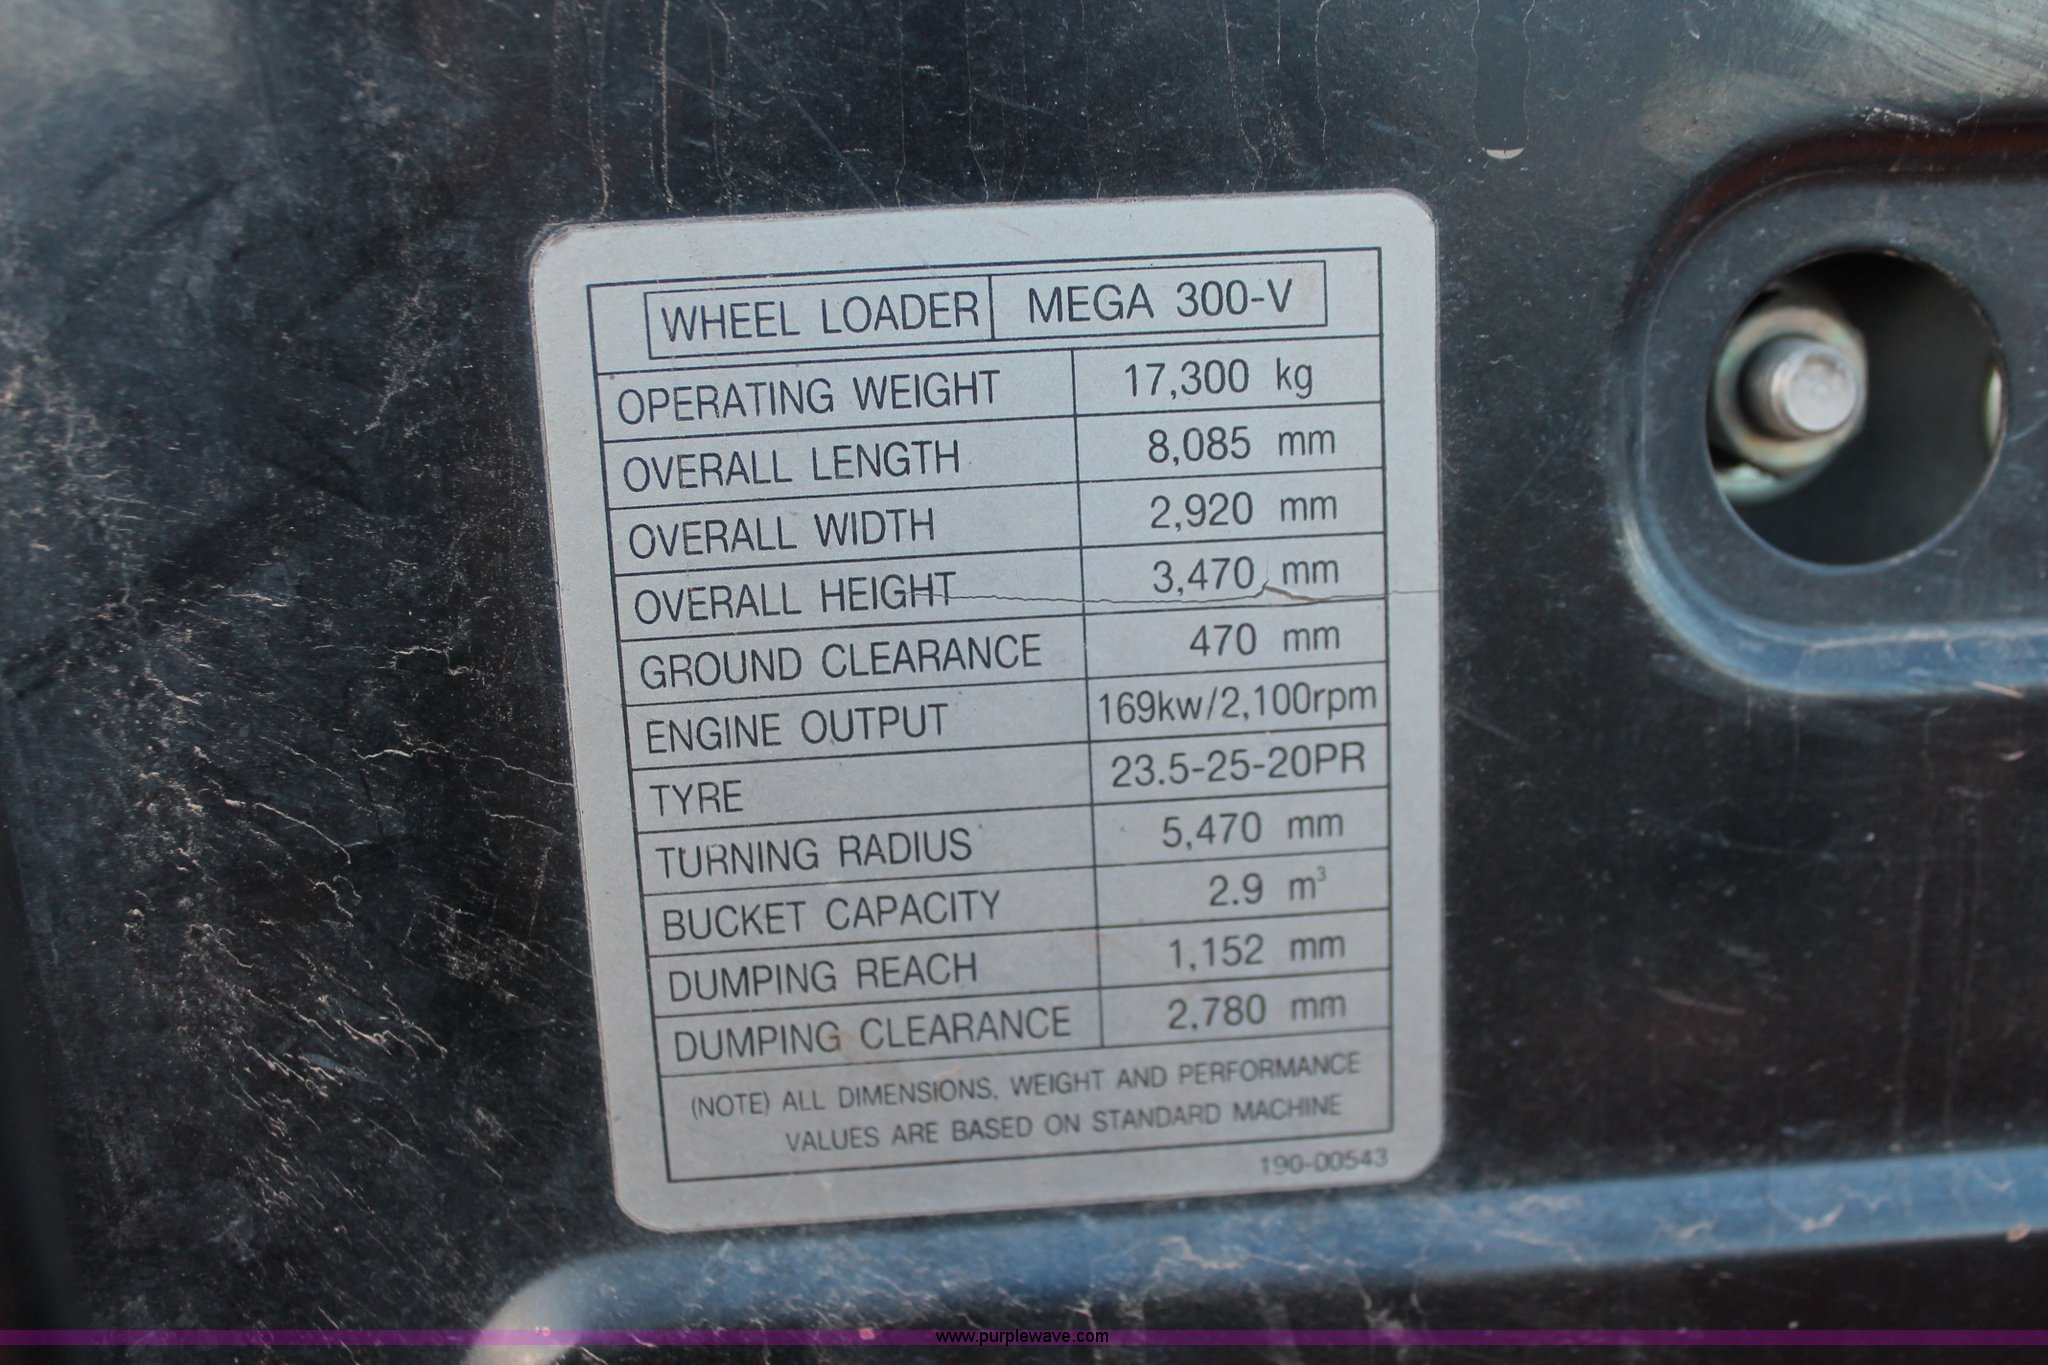 WHEEL LOADER MEGA 300-V
OPERATING WEIGHT 17,300 kg
OVERALL LENGTH 8,085 mm
OVERALL WIDTH 2,920 mm
OVERALL HEIGHT 3,470 mm
GROUND CLEARANCE 470 mm
ENGINE OUTPUT 169kw/2,100rpm
TYRE 23.5-25-20PR
TURNING RADIUS 5,470 mm
BUCKET CAPACITY 2.9 m³
DUMPING REACH 1,152 mm
DUMPING CLEARANCE 2,780 mm
(NOTE) ALL DIMENSIONS, WEIGHT AND PERFORMANCE
VALUES ARE BASED ON STANDARD MACHINE
190-00543
www.purplewave.com